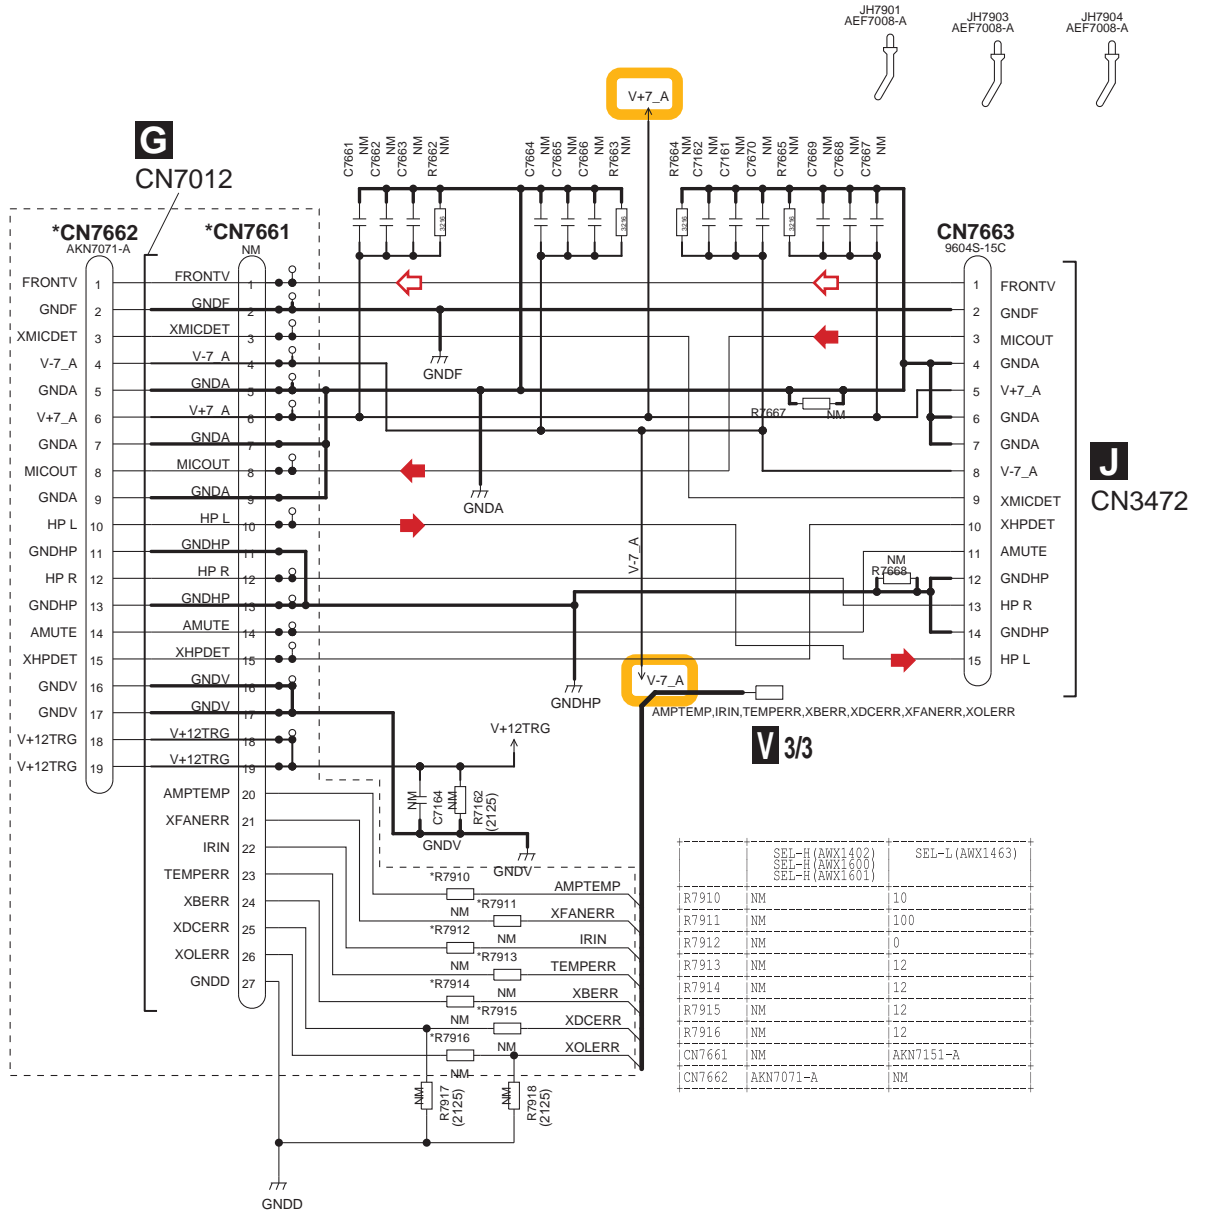 JH7901
AEF7008-A
JH7903
AEF7008-A
JH7904
AEF7008-A
V+7_A
G
CN7012
C7661
NM
C7662
NM
C7663
NM
R7662
NM
C7664
NM
C7665
NM
C7666
NM
R7663
NM
R7664
NM
C7162
NM
C7161
NM
C7670
NM
R7665
NM
C7669
NM
C7668
NM
C7667
NM
3216
3216
3216
3216
*CN7662
AKN7071-A
*CN7661
NM
CN7663
9604S-15C
FRONTV 1
GNDF 2
XMICDET 3
V-7_A 4
GNDA 5
V+7_A 6
GNDA 7
MICOUT 8
GNDA 9
HP L 10
GNDHP 11
HP R 12
GNDHP 13
AMUTE 14
XHPDET 15
GNDV 16
GNDV 17
V+12TRG 18
V+12TRG 19
FRONTV 1
GNDF 2
XMICDET 3
V-7_A 4
GNDA 5
V+7_A 6
GNDA 7
MICOUT 8
GNDA 9
HP L 10
GNDHP 11
HP R 12
GNDHP 13
AMUTE 14
XHPDET 15
GNDV 16
GNDV 17
V+12TRG 18
V+12TRG 19
AMPTEMP 20
XFANERR 21
IRIN 22
TEMPERR 23
XBERR 24
XDCERR 25
XOLERR 26
GNDD 27
1 FRONTV
2 GNDF
3 MICOUT
4 GNDA
5 V+7_A
6 GNDA
7 GNDA
8 V-7_A
9 XMICDET
10 XHPDET
11 AMUTE
12 GNDHP
13 HP R
14 GNDHP
15 HP L
J
CN3472
GNDF
GNDA
R7667 NM
V-7_A
NM
R7668
GNDHP
V-7_A
AMPTEMP,IRIN,TEMPERR,XBERR,XDCERR,XFANERR,XOLERR
V 3/3
V+12TRG
NM
C7164
NM
R7162
(2125)
GNDV
GNDV
*R7910
NM
AMPTEMP
*R7911
NM
XFANERR
*R7912
NM
IRIN
*R7913
NM
TEMPERR
*R7914
NM
XBERR
*R7915
NM
XDCERR
*R7916
NM
XOLERR
NM
R7917
(2125)
NM
R7918
(2125)
GNDD
SEL-H(AWX1402) SEL-L(AWX1463)
SEL-H(AWX1600)
SEL-H(AWX1601)
R7910 NM 10
R7911 NM 100
R7912 NM 0
R7913 NM 12
R7914 NM 12
R7915 NM 12
R7916 NM 12
CN7661 NM AKN7151-A
CN7662 AKN7071-A NM